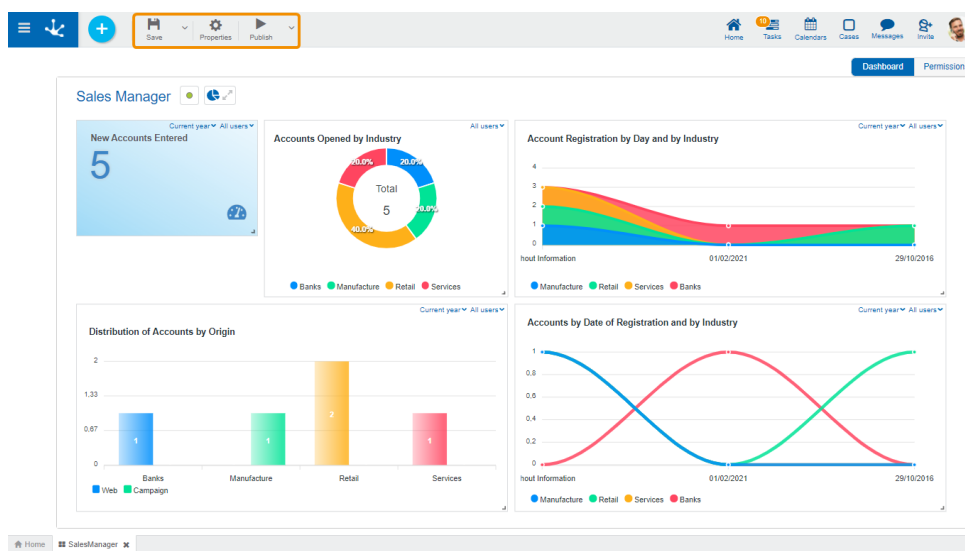 Save Properties Publish
Home 10 Tasks Calendars Cases Messages Invite
Dashboard Permission
Sales Manager
Current year All users
New Accounts Entered
5
All users
Accounts Opened by Industry
20.0% 20.0%
Total
5
20.0%
40.0%
Banks Manufacture Retail Services
Current year All users
Account Registration by Day and by Industry
4
3
2
1
0
hout Information 01/02/2021 29/10/2016
Manufacture Retail Services Banks
Current year All users
Distribution of Accounts by Origin
2
1.33
0.67
0
1 1 2 1
Banks Manufacture Retail Services
Web Campaign
Current year All users
Accounts by Date of Registration and by Industry
1
0.8
0.6
0.4
0.2
0
hout Information 01/02/2021 29/10/2016
Manufacture Retail Services Banks
Home SalesManager